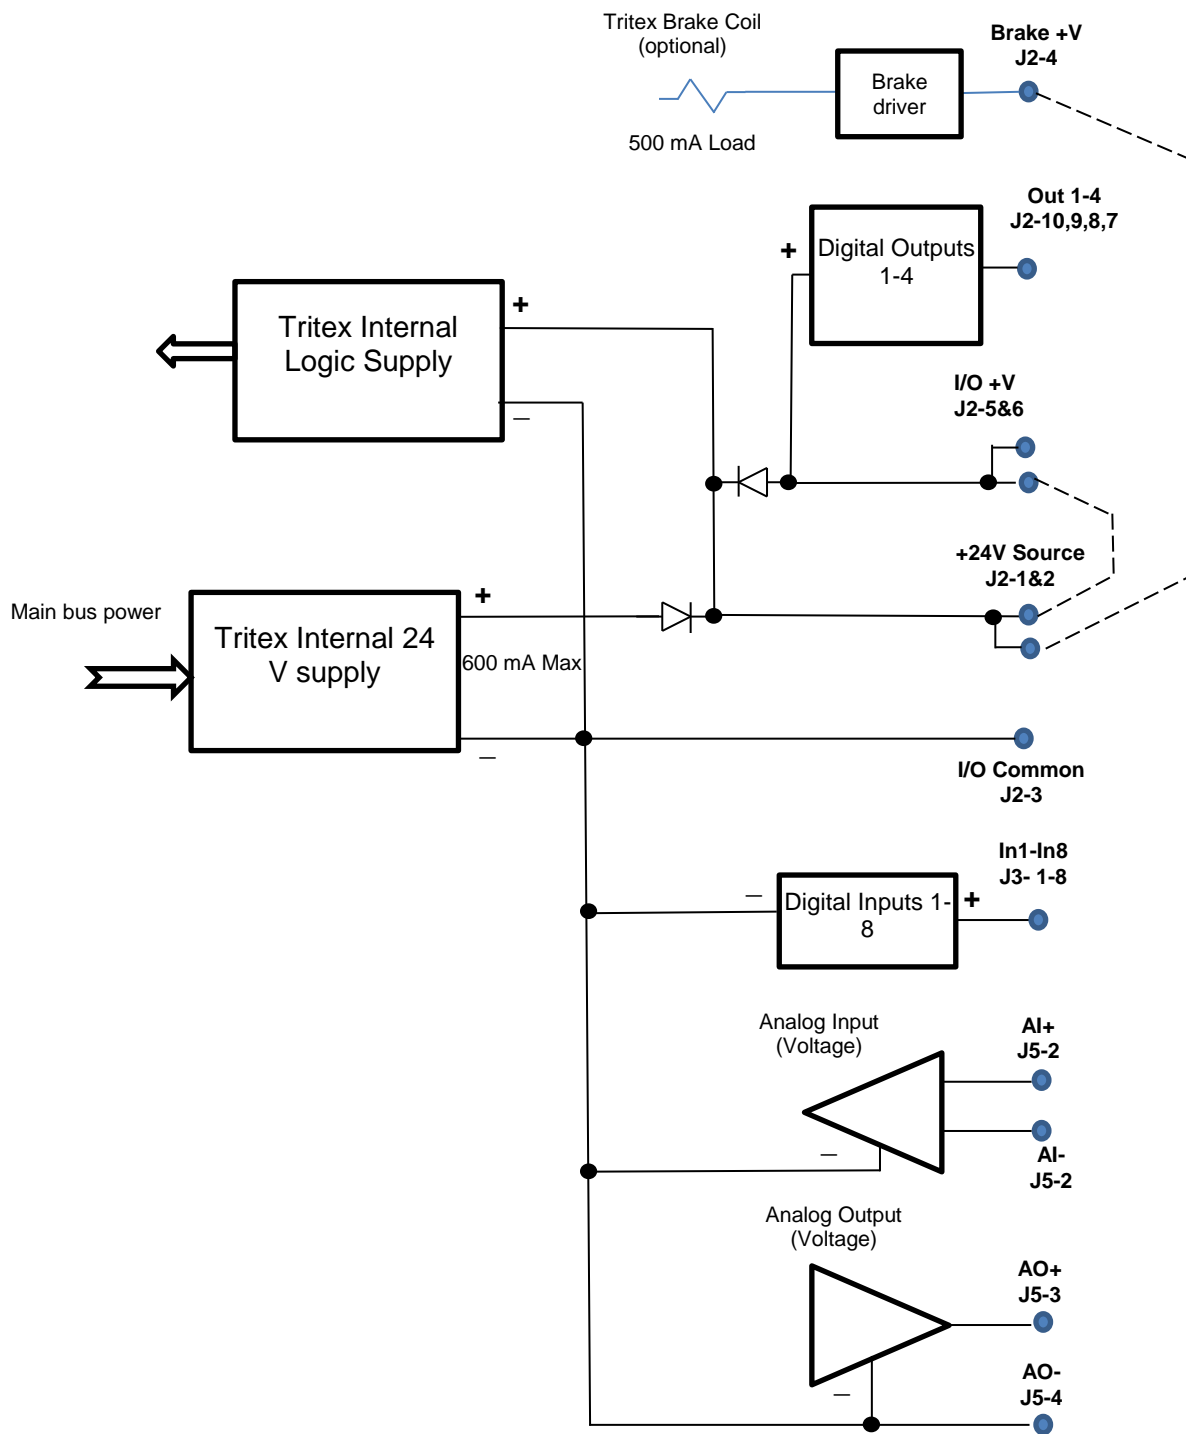 Tritex Brake Coil
(optional)
500 mA Load
Brake
driver
Brake +V
J2-4
Out 1-4
J2-10,9,8,7
+
Digital Outputs
1-4
Tritex Internal
Logic Supply
+
_
I/O +V
J2-5&6
+24V Source
J2-1&2
Main bus power
Tritex Internal 24
V supply
+
600 mA Max
_
I/O Common
J2-3
In1-In8
J3- 1-8
_
Digital Inputs 1-
8
+
Analog Input
(Voltage)
_
AI+
J5-2
AI-
J5-2
Analog Output
(Voltage)
_
AO+
J5-3
AO-
J5-4